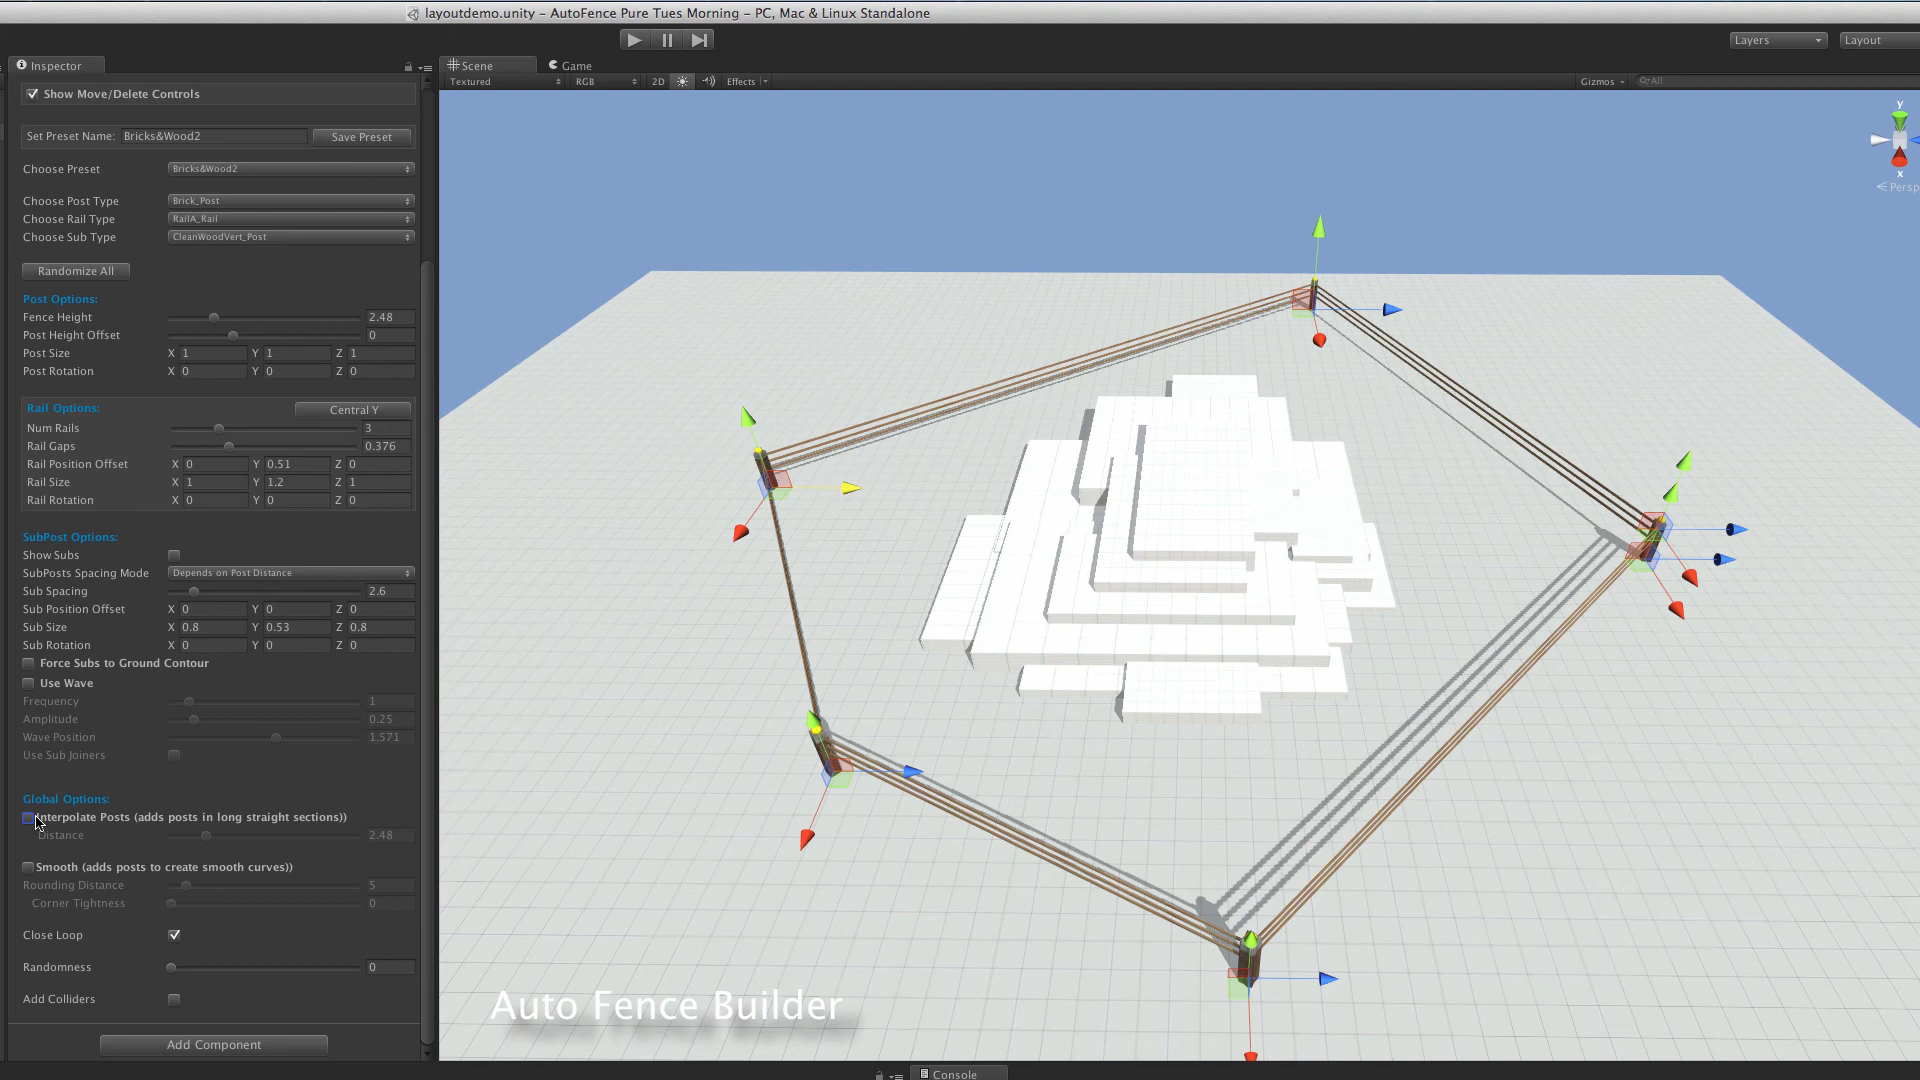 layoutdemo.unity – AutoFence Pure Tues Morning – PC, Mac & Linux Standalone
Layers
Layout
Inspector
Scene
Game
Textured
RGB
2D
Effects
Gizmos
All
Show Move/Delete Controls
Set Preset Name: Bricks&Wood2
Save Preset
Choose Preset Bricks&Wood2
Choose Post Type Brick_Post
Choose Rail Type RailA_Rail
Choose Sub Type CleanWoodVert_Post
Randomize All
Post Options:
Fence Height 2.48
Post Height Offset 0
Post Size X 1 Y 1 Z 1
Post Rotation X 0 Y 0 Z 0
Rail Options: Central Y
Num Rails 3
Rail Gaps 0.376
Rail Position Offset X 0 Y 0.51 Z 0
Rail Size X 1 Y 1.2 Z 1
Rail Rotation X 0 Y 0 Z 0
SubPost Options:
Show Subs
SubPosts Spacing Mode Depends on Post Distance
Sub Spacing 2.6
Sub Position Offset X 0 Y 0 Z 0
Sub Size X 0.8 Y 0.53 Z 0.8
Sub Rotation X 0 Y 0 Z 0
Force Subs to Ground Contour
Use Wave
Frequency 1
Amplitude 0.25
Wave Position 1.571
Use Sub Joiners
Global Options:
Interpolate Posts (adds posts in long straight sections))
Distance 2.48
Smooth (adds posts to create smooth curves))
Rounding Distance 5
Corner Tightness 0
Close Loop
Randomness 0
Add Colliders
Add Component
y
x
Persp
Auto Fence Builder
Console